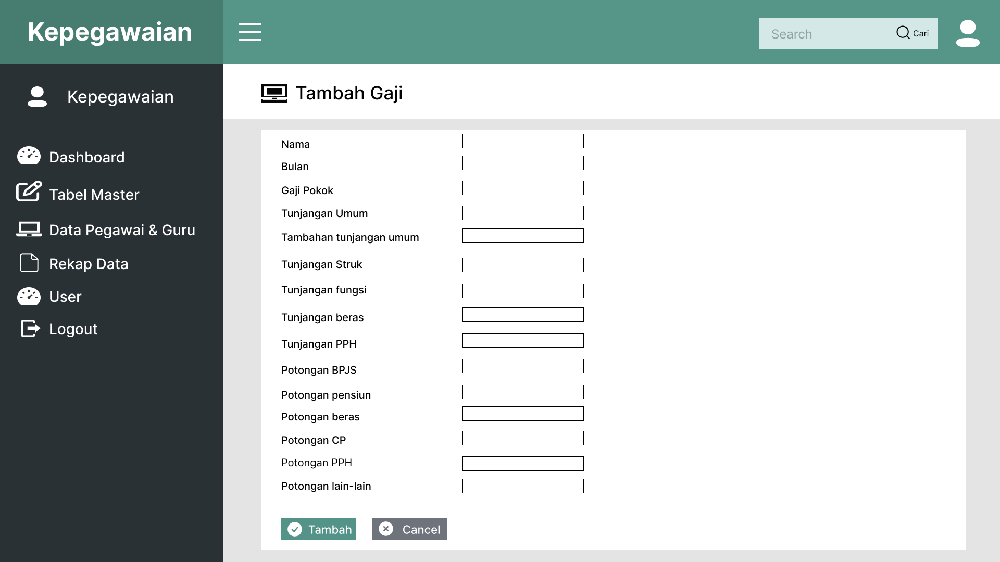 Kepegawaian
Search
Cari
Kepegawaian
Dashboard
Tabel Master
Data Pegawai & Guru
Rekap Data
User
Logout
Tambah Gaji
Nama
Bulan
Gaji Pokok
Tunjangan Umum
Tambahan tunjangan umum
Tunjangan Struk
Tunjangan fungsi
Tunjangan beras
Tunjangan PPH
Potongan BPJS
Potongan pensiun
Potongan beras
Potongan CP
Potongan PPH
Potongan lain-lain
Tambah
Cancel